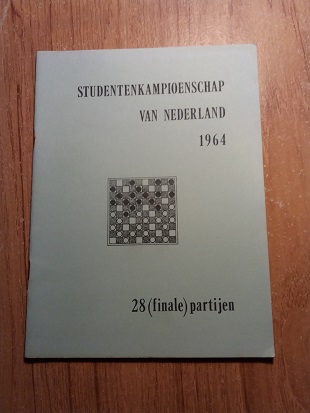 STUDENTENKAMPIOENSCHAP
VAN NEDERLAND
1964
28 (finale) partijen